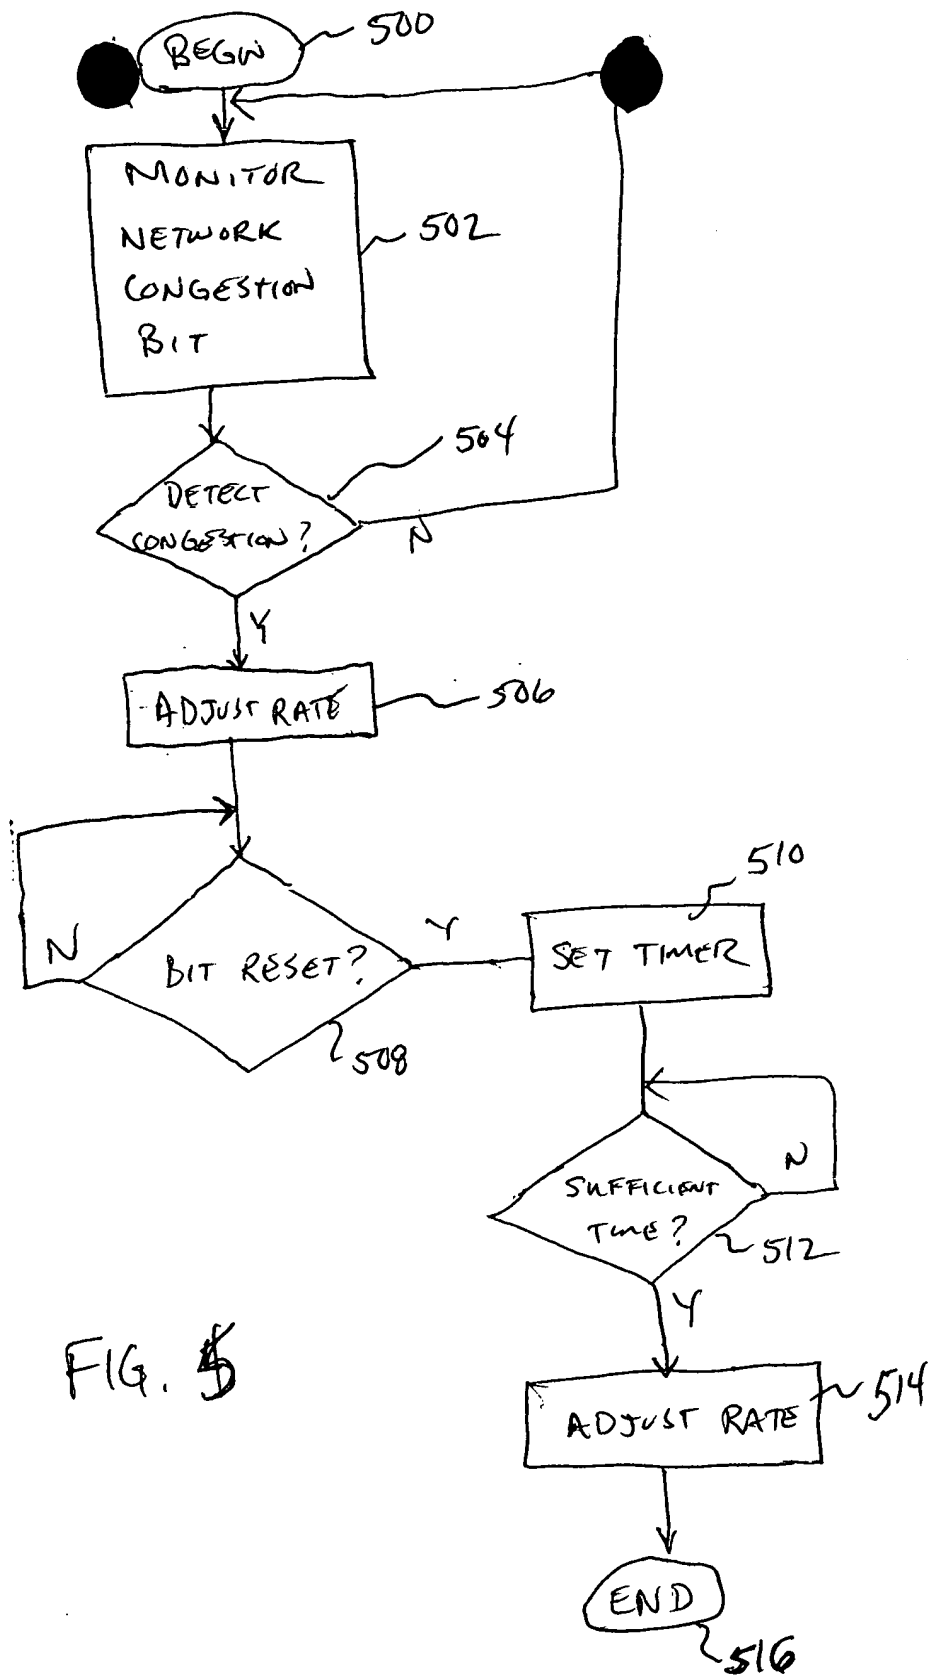 BEGIN
500
MONITOR
NETWORK
CONGESTION
BIT
502
DETECT
CONGESTION?
504
N
Y
ADJUST RATE
506
BIT RESET?
N
Y
508
SET TIMER
510
SUFFICIENT
TIME?
N
512
Y
ADJUST RATE
514
END
516
FIG. 5